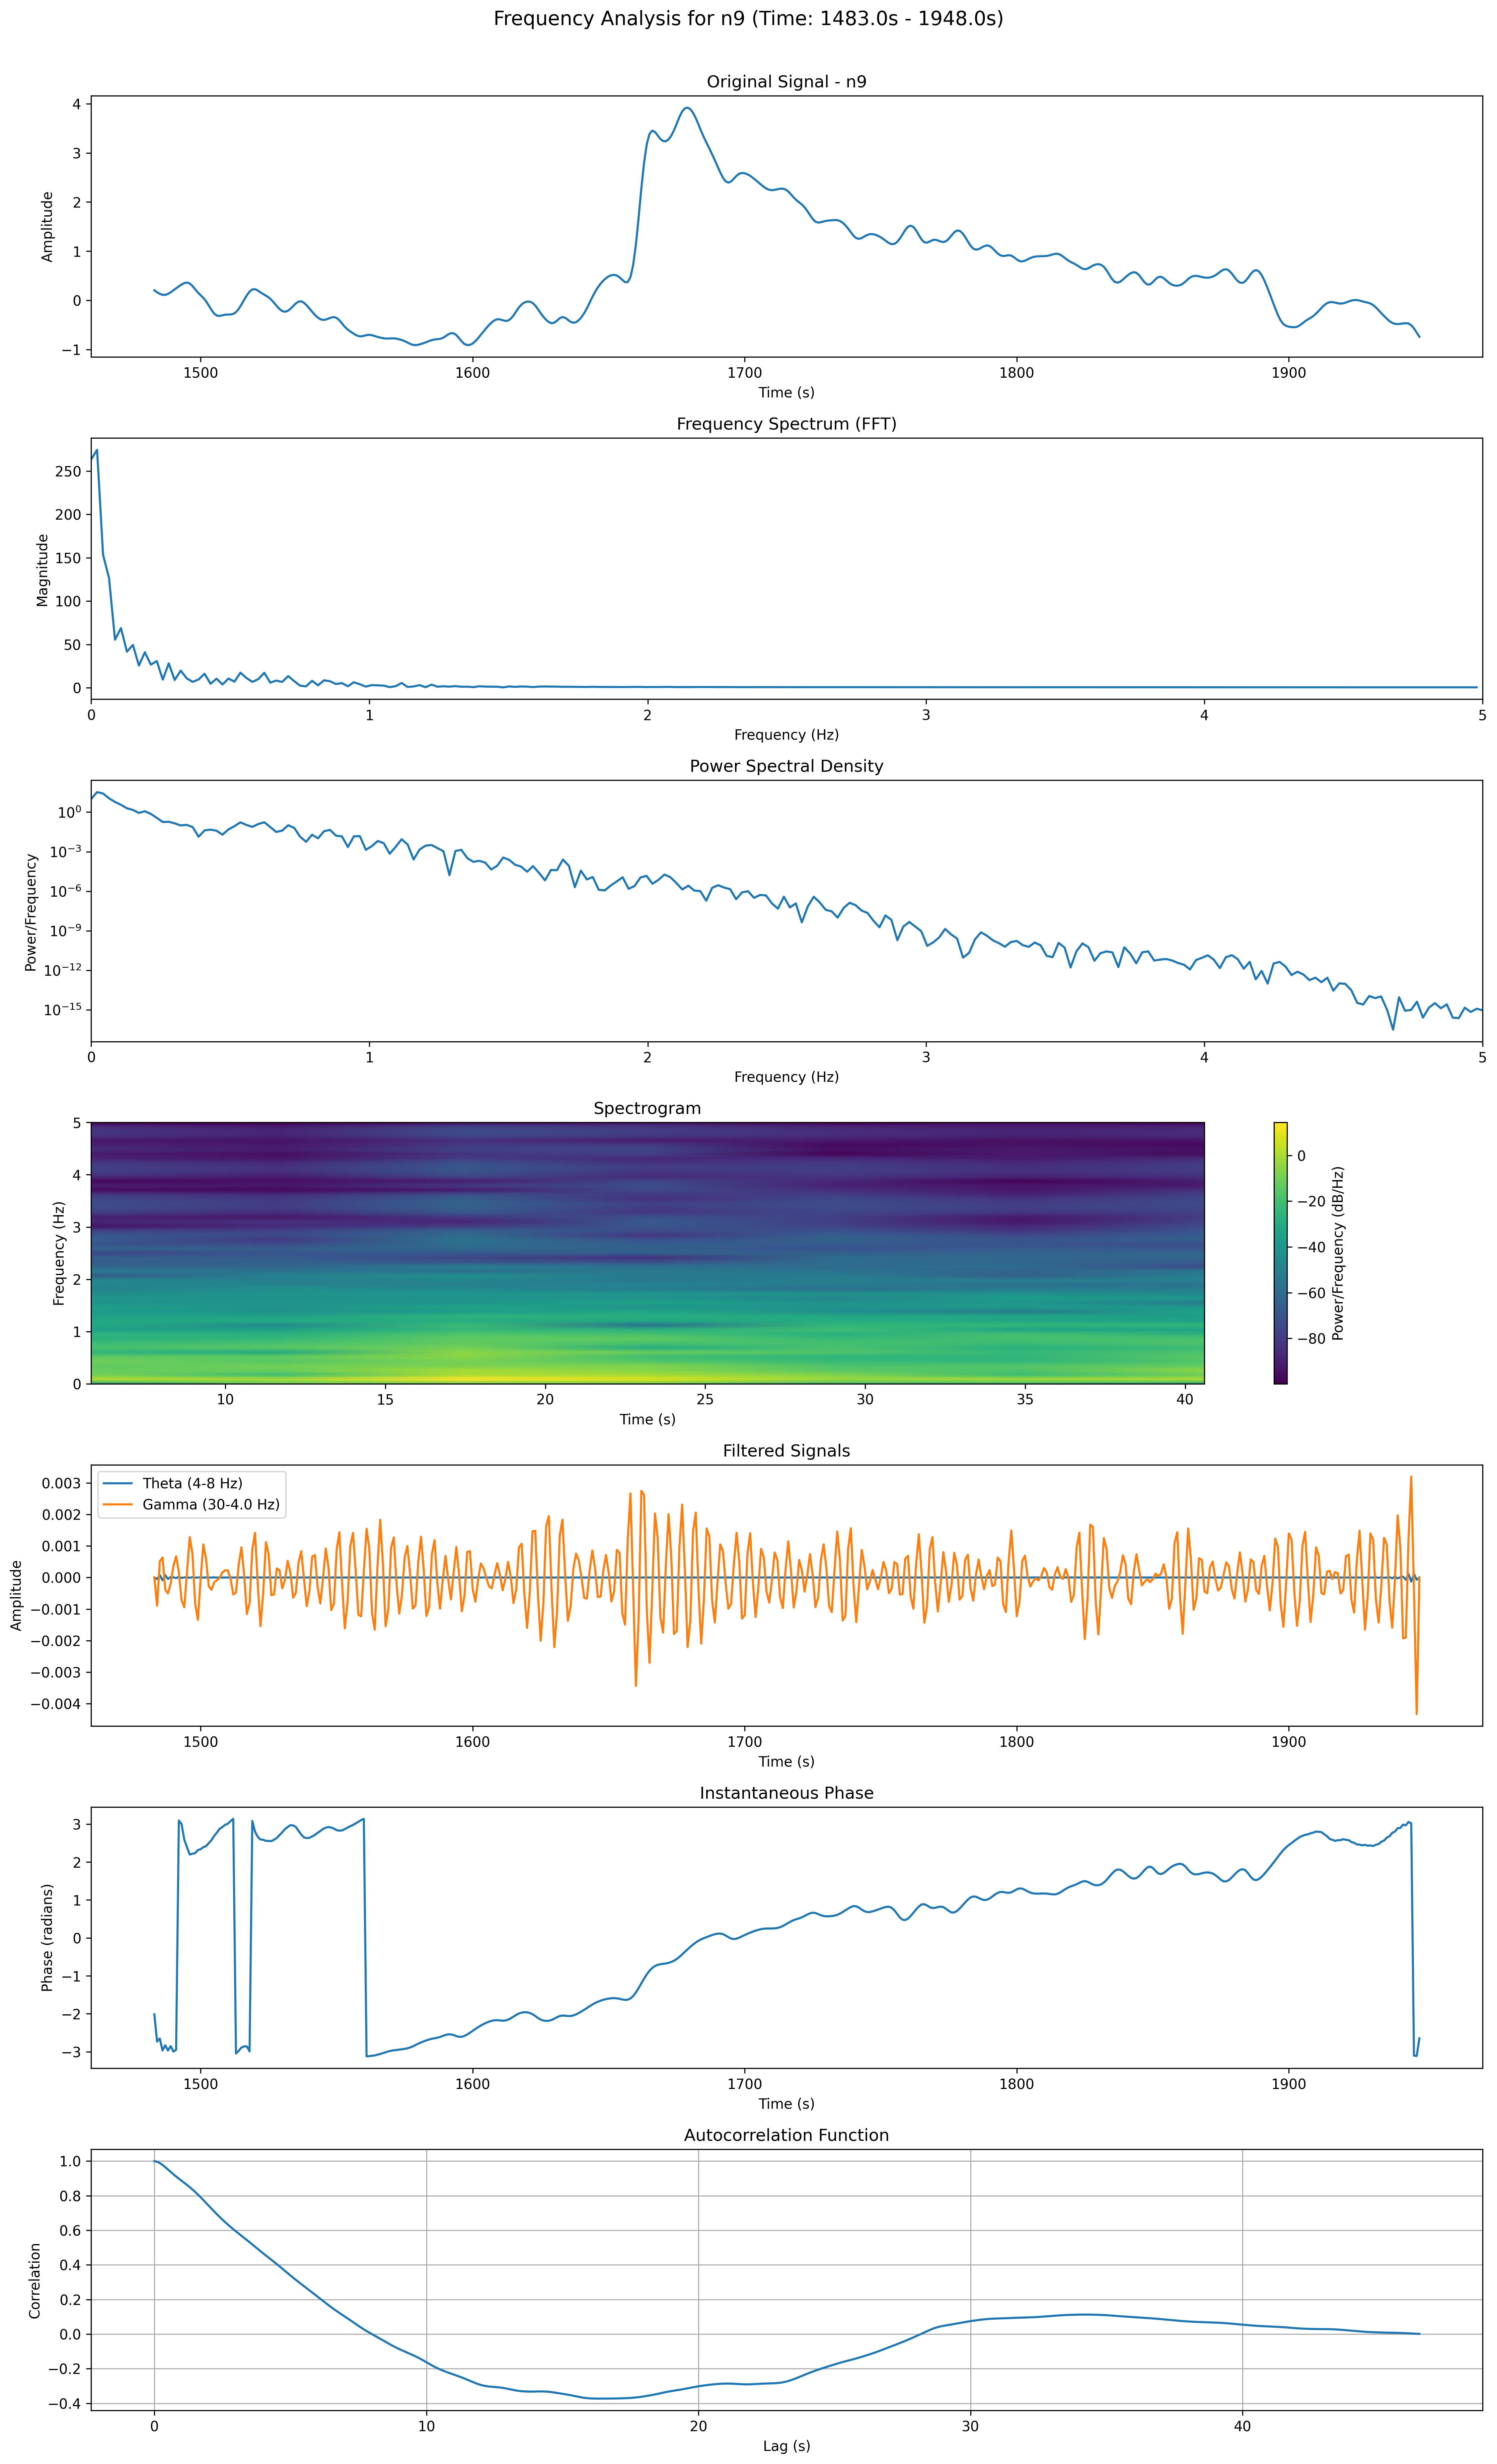 Frequency Analysis for n9 (Time: 1483.0s - 1948.0s)
Original Signal - n9
4
3
2
1
0
−1
Amplitude
1500 1600 1700 1800 1900
Time (s)
Frequency Spectrum (FFT)
250
200
150
100
50
0
Magnitude
0 1 2 3 4 5
Frequency (Hz)
Power Spectral Density
10⁰
10⁻³
10⁻⁶
10⁻⁹
10⁻¹²
10⁻¹⁵
Power/Frequency
0 1 2 3 4 5
Frequency (Hz)
Spectrogram
5
4
3
2
1
0
Frequency (Hz)
10 15 20 25 30 35 40
Time (s)
0
−20
−40
−60
−80
Power/Frequency (dB/Hz)
Filtered Signals
Theta (4-8 Hz)
Gamma (30-4.0 Hz)
0.003
0.002
0.001
0.000
−0.001
−0.002
−0.003
−0.004
Amplitude
1500 1600 1700 1800 1900
Time (s)
Instantaneous Phase
3
2
1
0
−1
−2
−3
Phase (radians)
1500 1600 1700 1800 1900
Time (s)
Autocorrelation Function
1.0
0.8
0.6
0.4
0.2
0.0
−0.2
−0.4
Correlation
0 10 20 30 40
Lag (s)